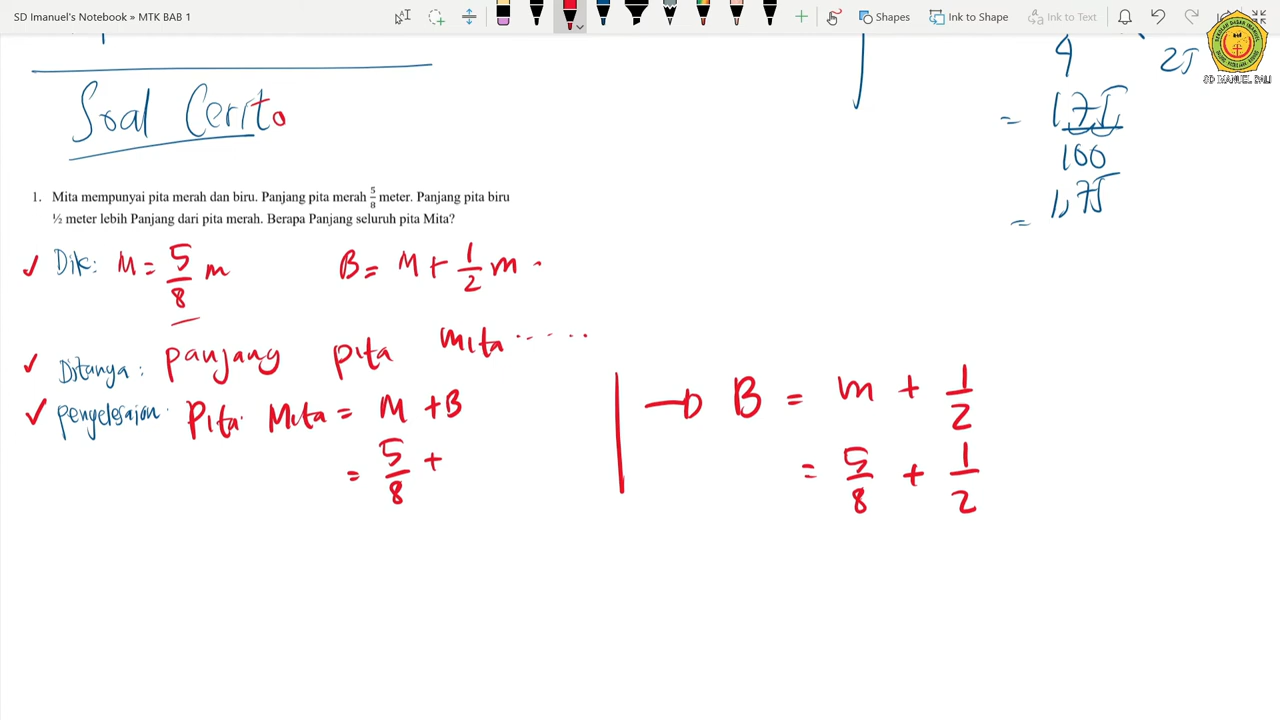 SD Imanuel's Notebook » MTK BAB 1
Shapes
Ink to Shape
Ink to Text
SD IMANUEL BALI
4
25
= 1,75
100
= 1,75
Soal Cerita
1. Mita mempunyai pita merah dan biru. Panjang pita merah 5/8 meter. Panjang pita biru
½ meter lebih Panjang dari pita merah. Berapa Panjang seluruh pita Mita?
✓ Dik: M = 5/8 m B = M + 1/2 m.
✓ Ditanya: panjang pita mita......
✓ penyelesaian: Pita Mita = M + B
= 5/8 +
→ B = m + 1/2
= 5/8 + 1/2